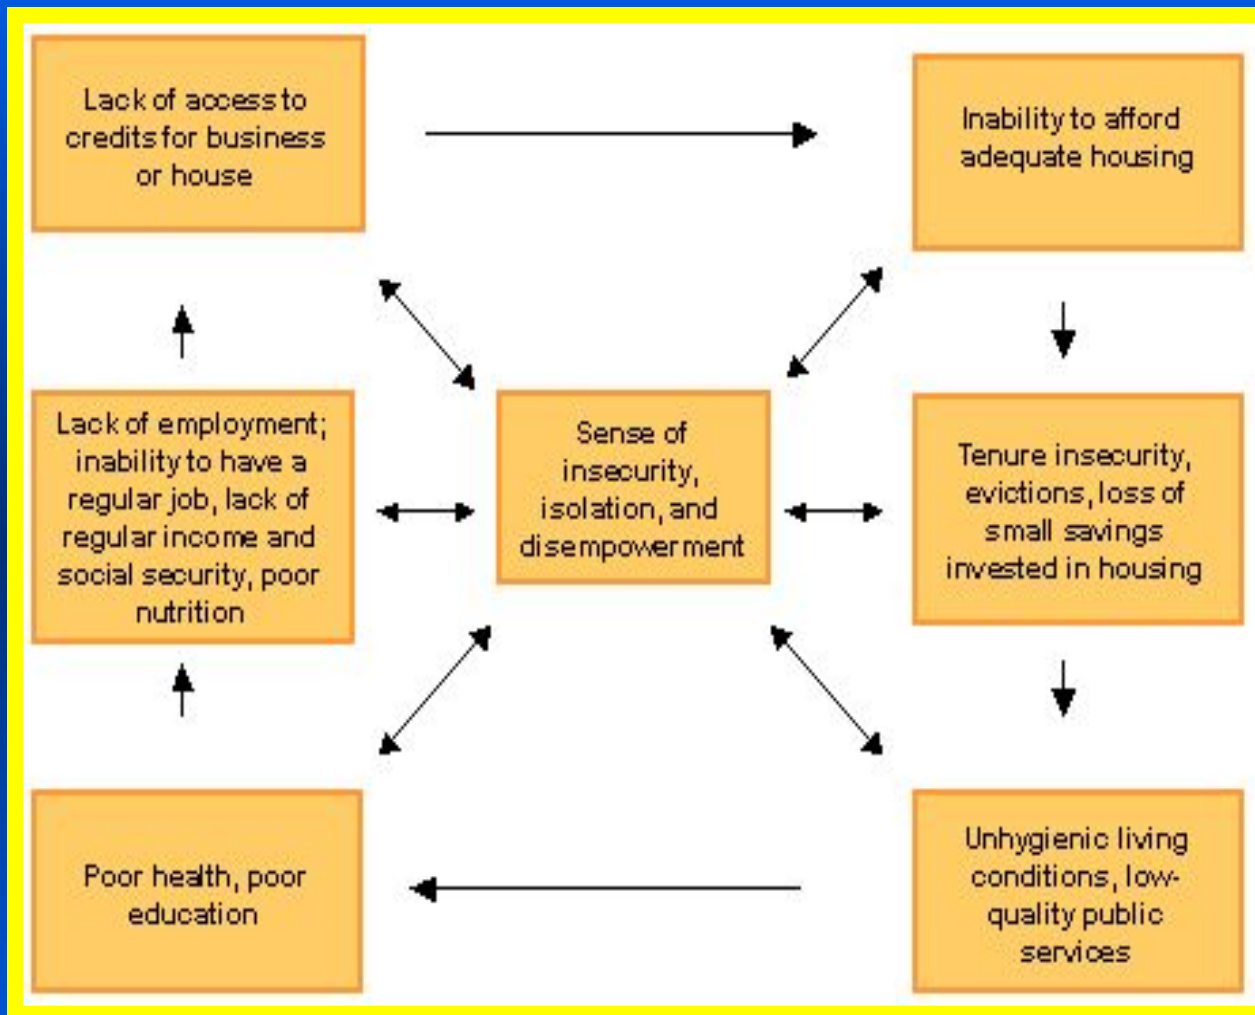 Lack of access to
credits for business
or house
Inability to afford
adequate housing
Lack of employment;
inability to have a
regular job, lack of
regular income and
social security, poor
nutrition
Sense of
insecurity,
isolation, and
disempowerment
Tenure insecurity,
evictions, loss of
small savings
invested in housing
Poor health, poor
education
Unhygienic living
conditions, low-
quality public
services